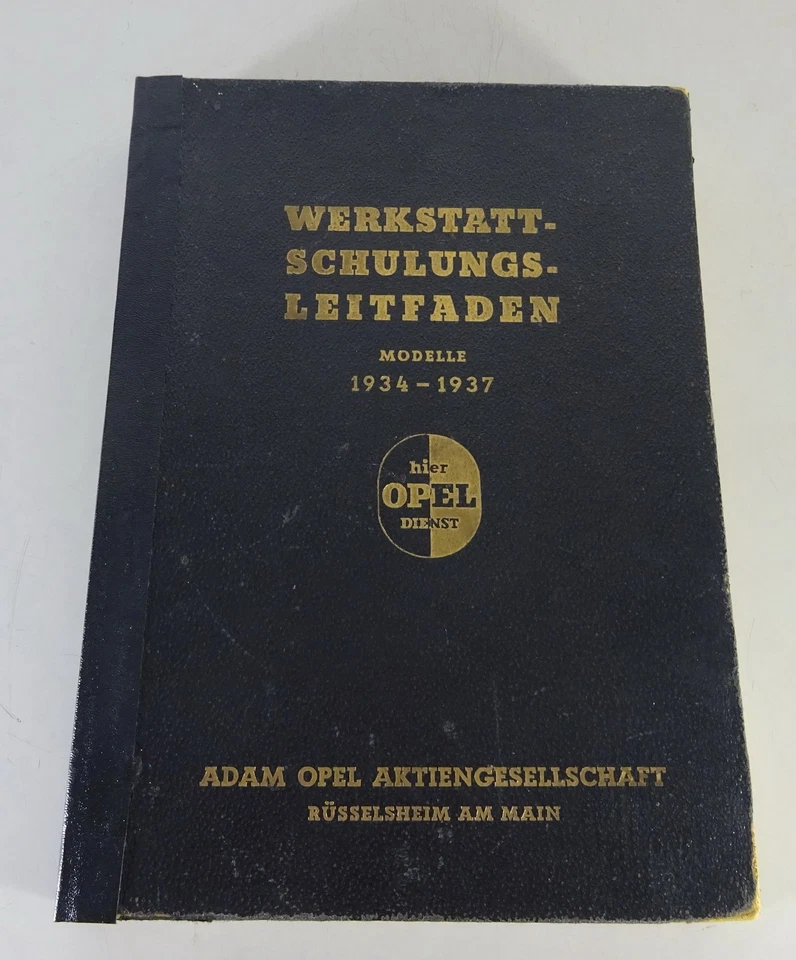 WERKSTATT-
SCHULUNGS-
LEITFADEN
MODELLE
1934-1937
hier
OPEL
DIENST
ADAM OPEL AKTIENGESELLSCHAFT
RÜSSELSHEIM AM MAIN